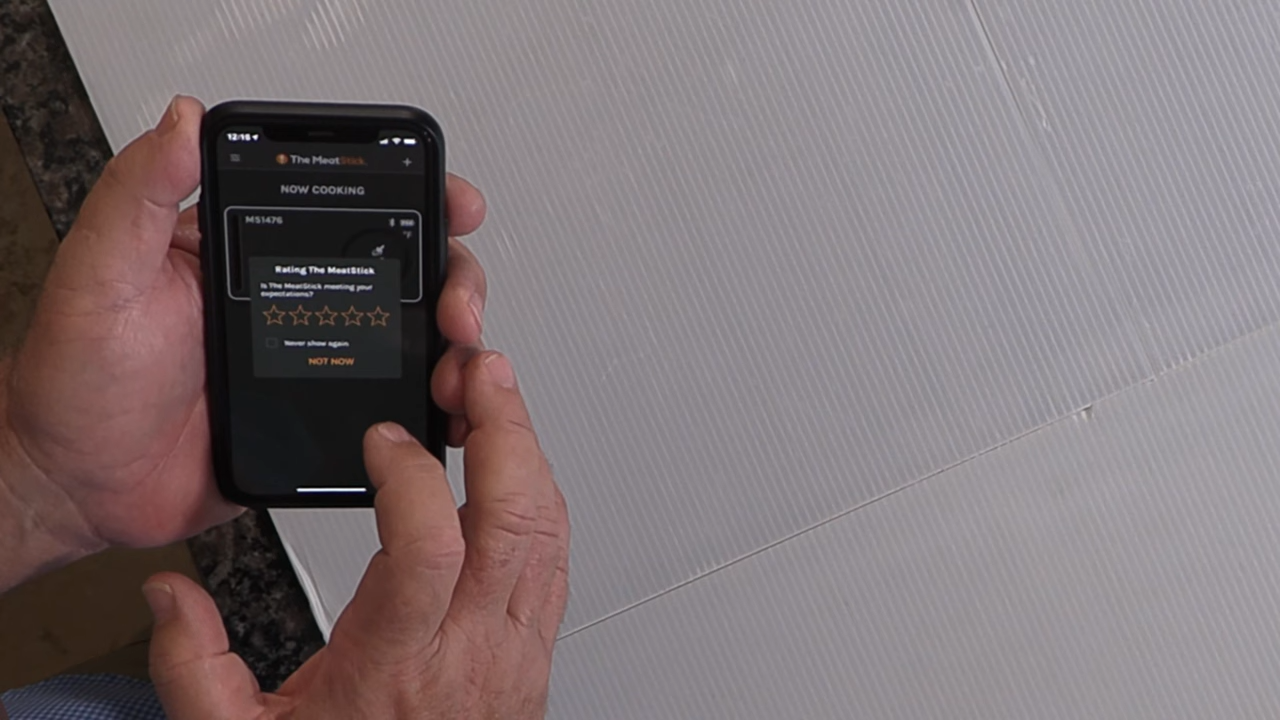 12:15
The MeatStick.
NOW COOKING
MS1476
°F
Rating The MeatStick
Is The MeatStick meeting your
expectations?
Never show again
NOT NOW